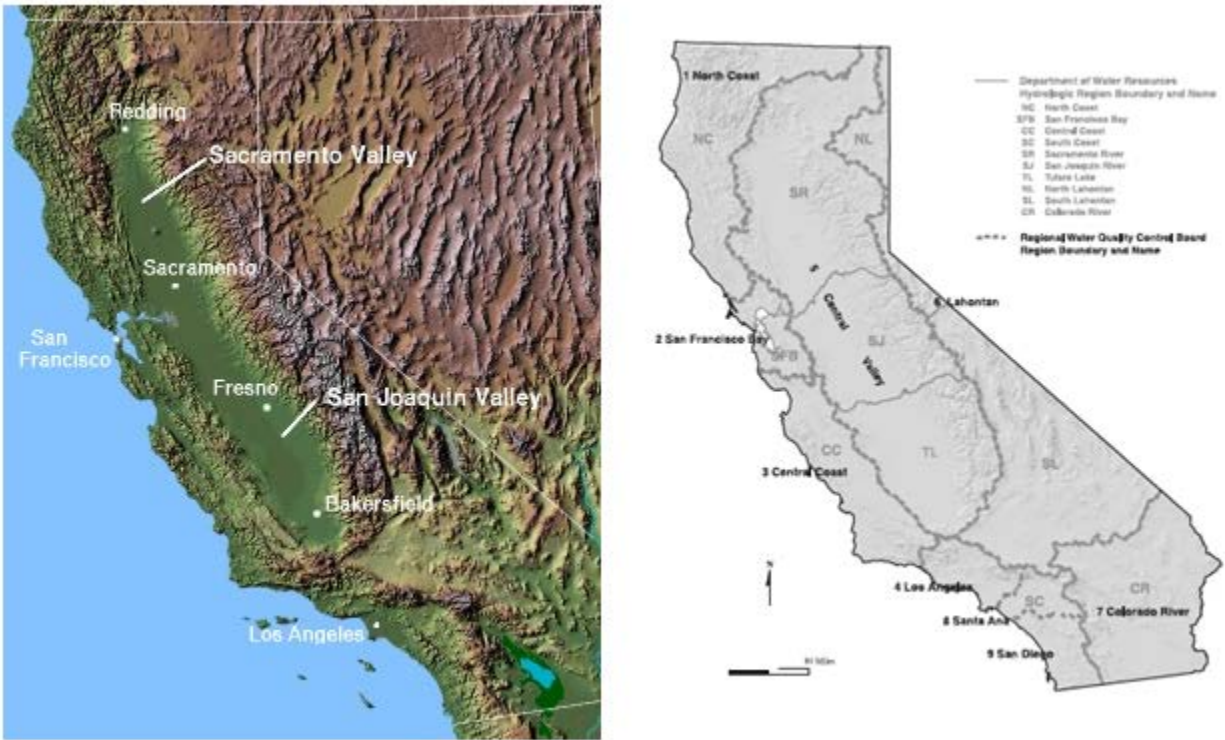 Redding
Sacramento Valley
Sacramento
San
Francisco
Fresno
San Joaquin Valley
Bakersfield
Los Angeles
1 North Coast
NC
NL
SR
5
Central
Valley
6 Lahontan
2 San Francisco Bay
SFB
SJ
CC
3 Central Coast
TL
SL
4 Los Angeles
SC
8 Santa Ana
CR
7 Colorado River
9 San Diego
N
Department of Water Resources
Hydrologic Region Boundary and Name
NC North Coast
SFB San Francisco Bay
CC Central Coast
SC South Coast
SR Sacramento River
SJ San Joaquin River
TL Tulare Lake
NL North Lahontan
SL South Lahontan
CR Colorado River
Regional Water Quality Control Board
Region Boundary and Name